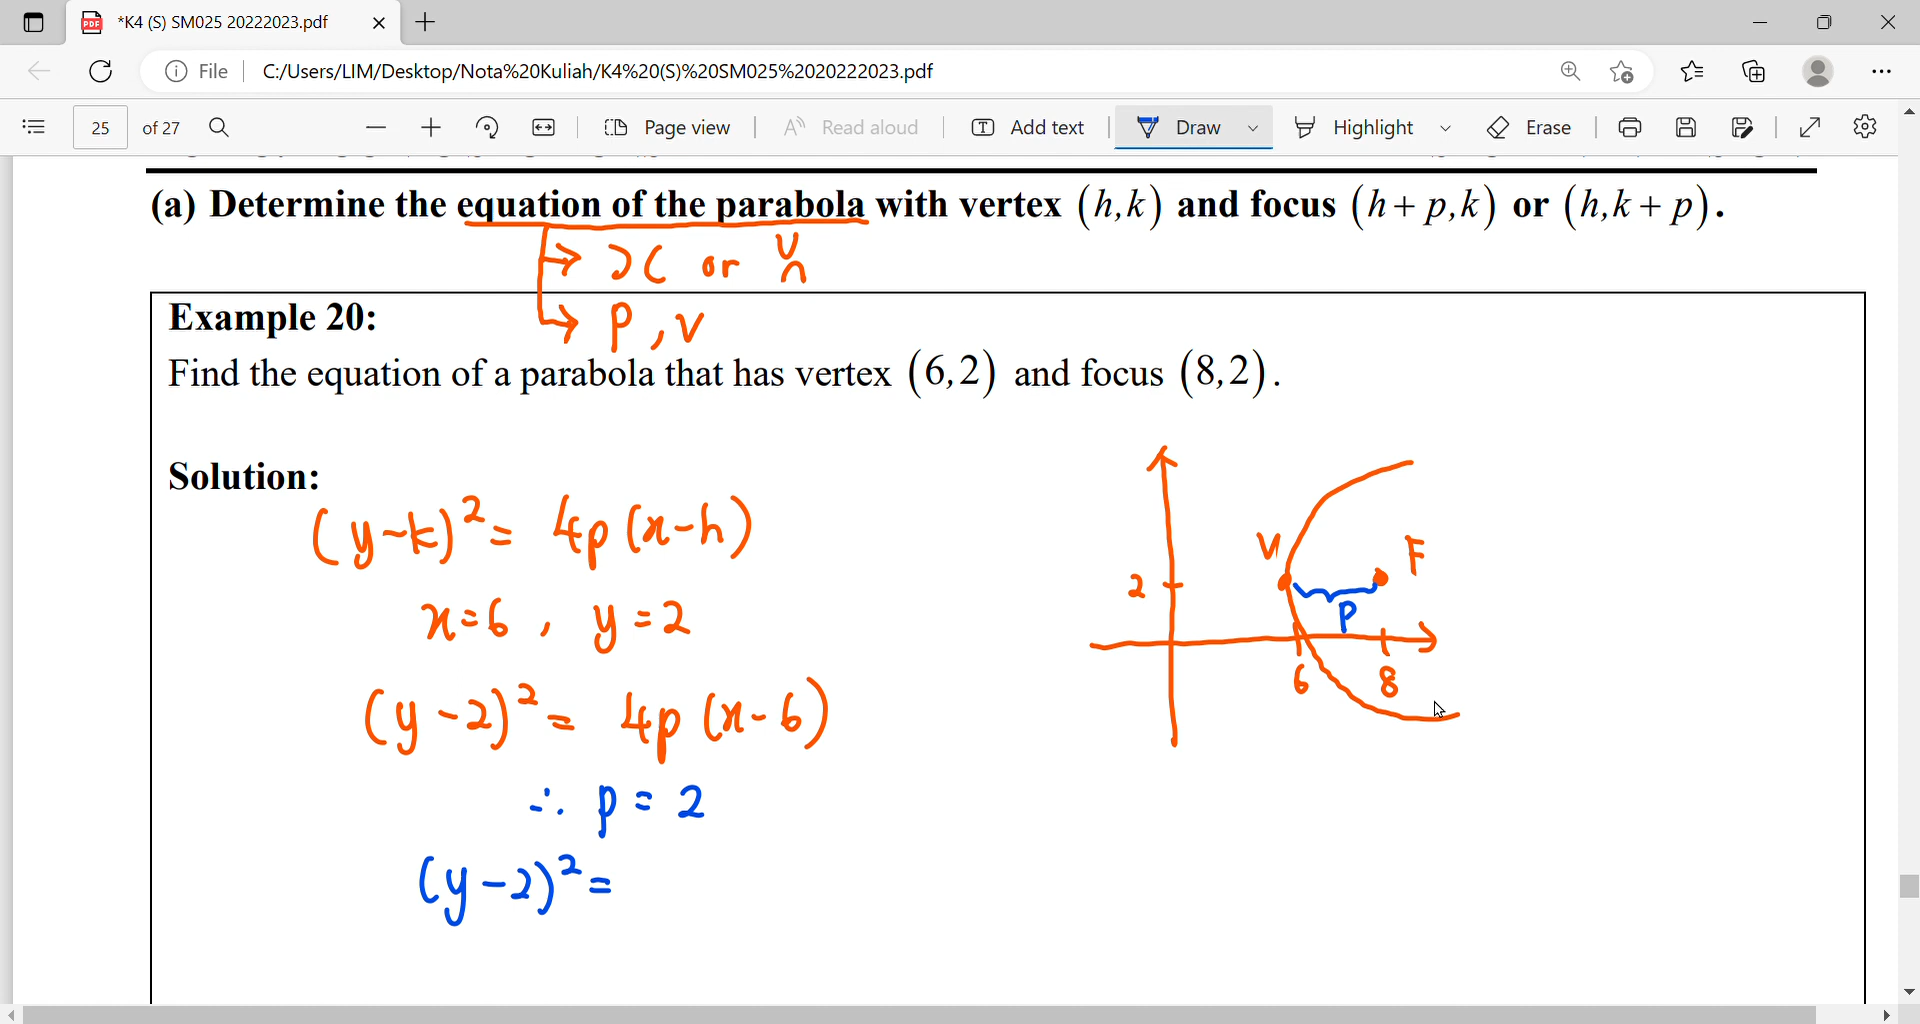 *K4 (S) SM025 20222023.pdf
File C:/Users/LIM/Desktop/Nota%20Kuliah/K4%20(S)%20SM025%2020222023.pdf
25 of 27 Page view Read aloud Add text Draw Highlight Erase
(a) Determine the equation of the parabola with vertex (h,k) and focus (h+p,k) or (h,k+p).
or
Example 20:
P, V
Find the equation of a parabola that has vertex (6,2) and focus (8,2).
Solution:
(y-k)² = 4p(x-h)
x=6, y=2
(y-2)² = 4p(x-6)
∴ p = 2
(y-2)² =
V
F
2
P
6
8